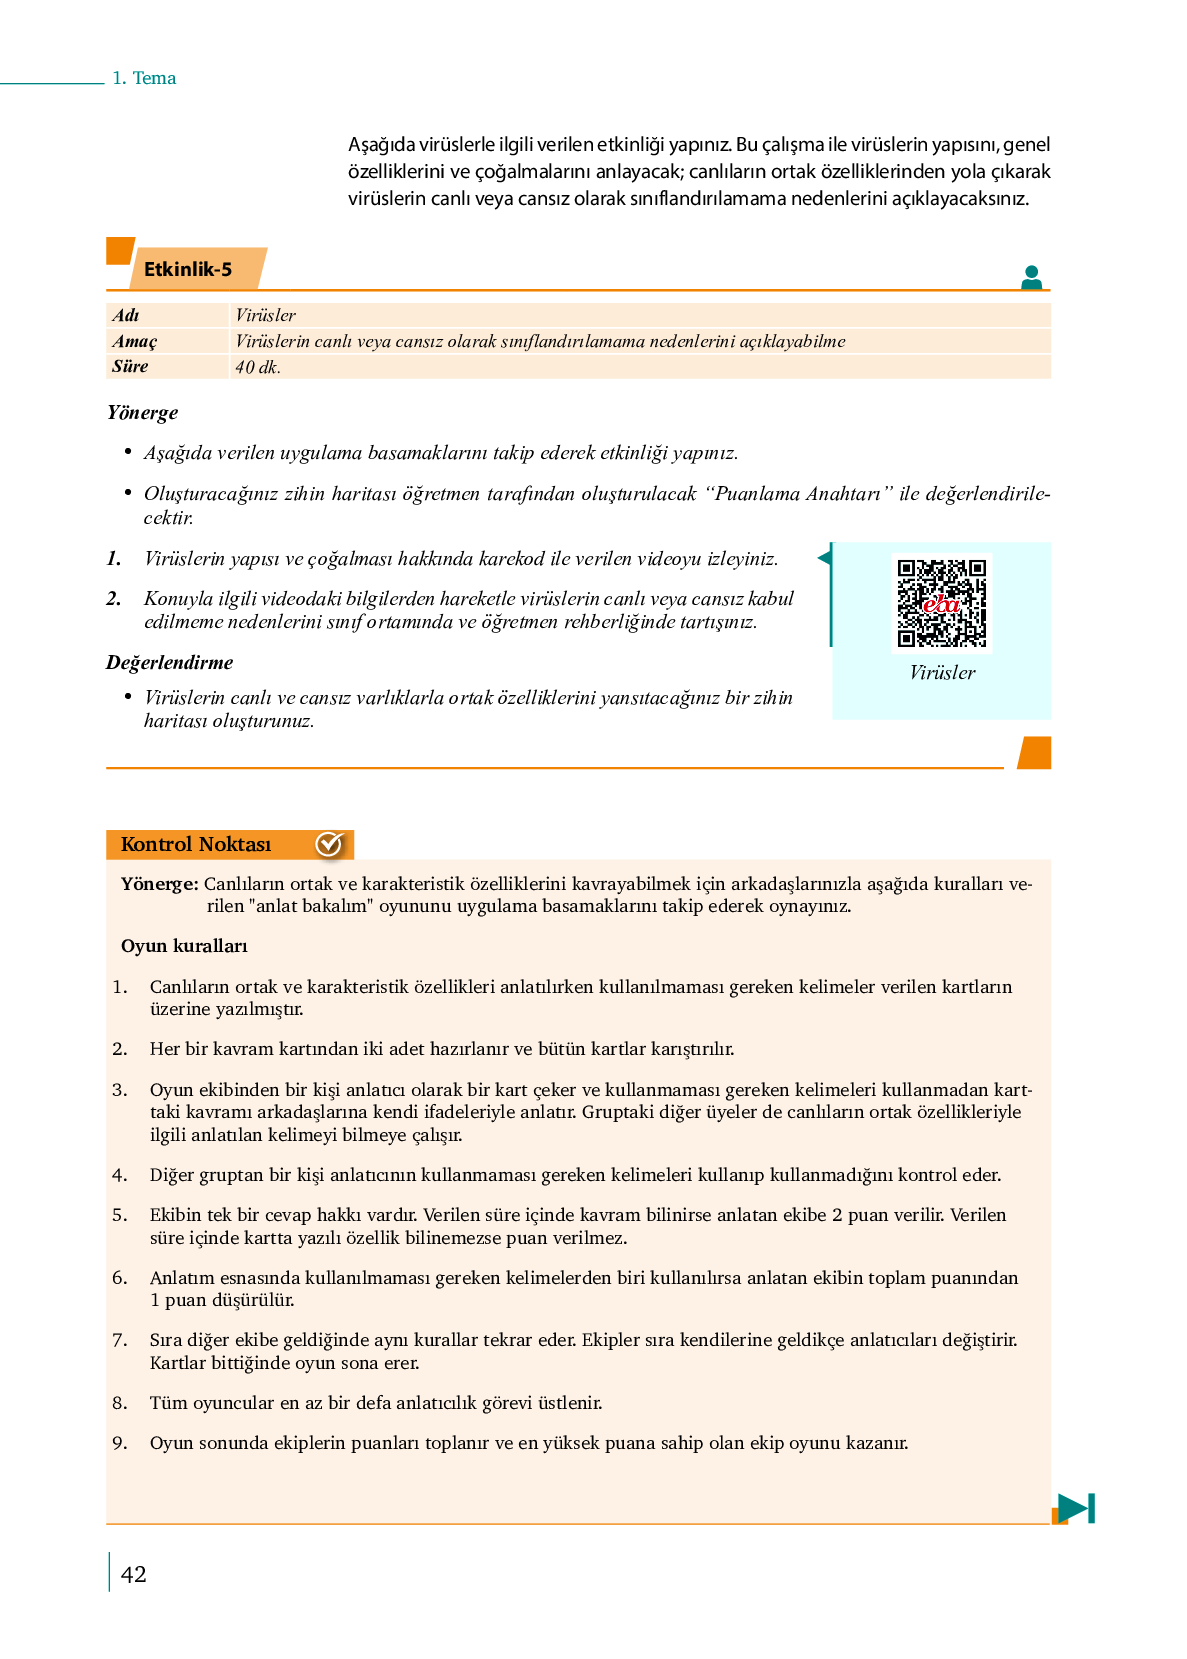 1. Tema
Aşağıda virüslerle ilgili verilen etkinliği yapınız. Bu çalışma ile virüslerin yapısını, genel
özelliklerini ve çoğalmalarını anlayacak; canlıların ortak özelliklerinden yola çıkarak
virüslerin canlı veya cansız olarak sınıflandırılamama nedenlerini açıklayacaksınız.
Etkinlik-5
Adı Virüsler
Amaç Virüslerin canlı veya cansız olarak sınıflandırılamama nedenlerini açıklayabilme
Süre 40 dk.
Yönerge
• Aşağıda verilen uygulama basamaklarını takip ederek etkinliği yapınız.
• Oluşturacağınız zihin haritası öğretmen tarafından oluşturulacak “Puanlama Anahtarı” ile değerlendirile-
cektir.
1. Virüslerin yapısı ve çoğalması hakkında karekod ile verilen videoyu izleyiniz.
2. Konuyla ilgili videodaki bilgilerden hareketle virüslerin canlı veya cansız kabul
edilmeme nedenlerini sınıf ortamında ve öğretmen rehberliğinde tartışınız.
Değerlendirme
• Virüslerin canlı ve cansız varlıklarla ortak özelliklerini yansıtacağınız bir zihin
haritası oluşturunuz.
eba
Virüsler
Kontrol Noktası
Yönerge: Canlıların ortak ve karakteristik özelliklerini kavrayabilmek için arkadaşlarınızla aşağıda kuralları ve-
rilen "anlat bakalım" oyununu uygulama basamaklarını takip ederek oynayınız.
Oyun kuralları
1. Canlıların ortak ve karakteristik özellikleri anlatılırken kullanılmaması gereken kelimeler verilen kartların
üzerine yazılmıştır.
2. Her bir kavram kartından iki adet hazırlanır ve bütün kartlar karıştırılır.
3. Oyun ekibinden bir kişi anlatıcı olarak bir kart çeker ve kullanmaması gereken kelimeleri kullanmadan kart-
taki kavramı arkadaşlarına kendi ifadeleriyle anlatır. Gruptaki diğer üyeler de canlıların ortak özellikleriyle
ilgili anlatılan kelimeyi bilmeye çalışır.
4. Diğer gruptan bir kişi anlatıcının kullanmaması gereken kelimeleri kullanıp kullanmadığını kontrol eder.
5. Ekibin tek bir cevap hakkı vardır. Verilen süre içinde kavram bilinirse anlatan ekibe 2 puan verilir. Verilen
süre içinde kartta yazılı özellik bilinemezse puan verilmez.
6. Anlatım esnasında kullanılmaması gereken kelimelerden biri kullanılırsa anlatan ekibin toplam puanından
1 puan düşürülür.
7. Sıra diğer ekibe geldiğinde aynı kurallar tekrar eder. Ekipler sıra kendilerine geldikçe anlatıcıları değiştirir.
Kartlar bittiğinde oyun sona erer.
8. Tüm oyuncular en az bir defa anlatıcılık görevi üstlenir.
9. Oyun sonunda ekiplerin puanları toplanır ve en yüksek puana sahip olan ekip oyunu kazanır.
42